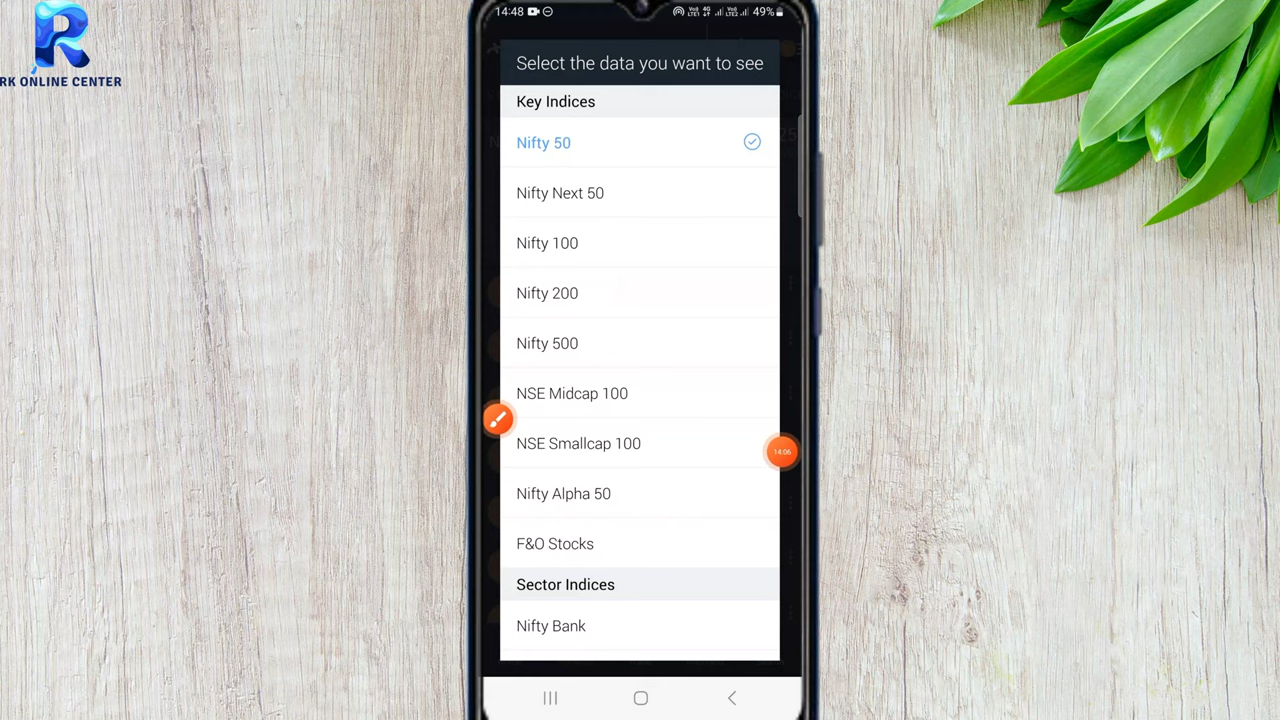 14:48
49%
RK ONLINE CENTER
Select the data you want to see
Key Indices
Nifty 50
Nifty Next 50
Nifty 100
Nifty 200
Nifty 500
NSE Midcap 100
NSE Smallcap 100
14:06
Nifty Alpha 50
F&O Stocks
Sector Indices
Nifty Bank